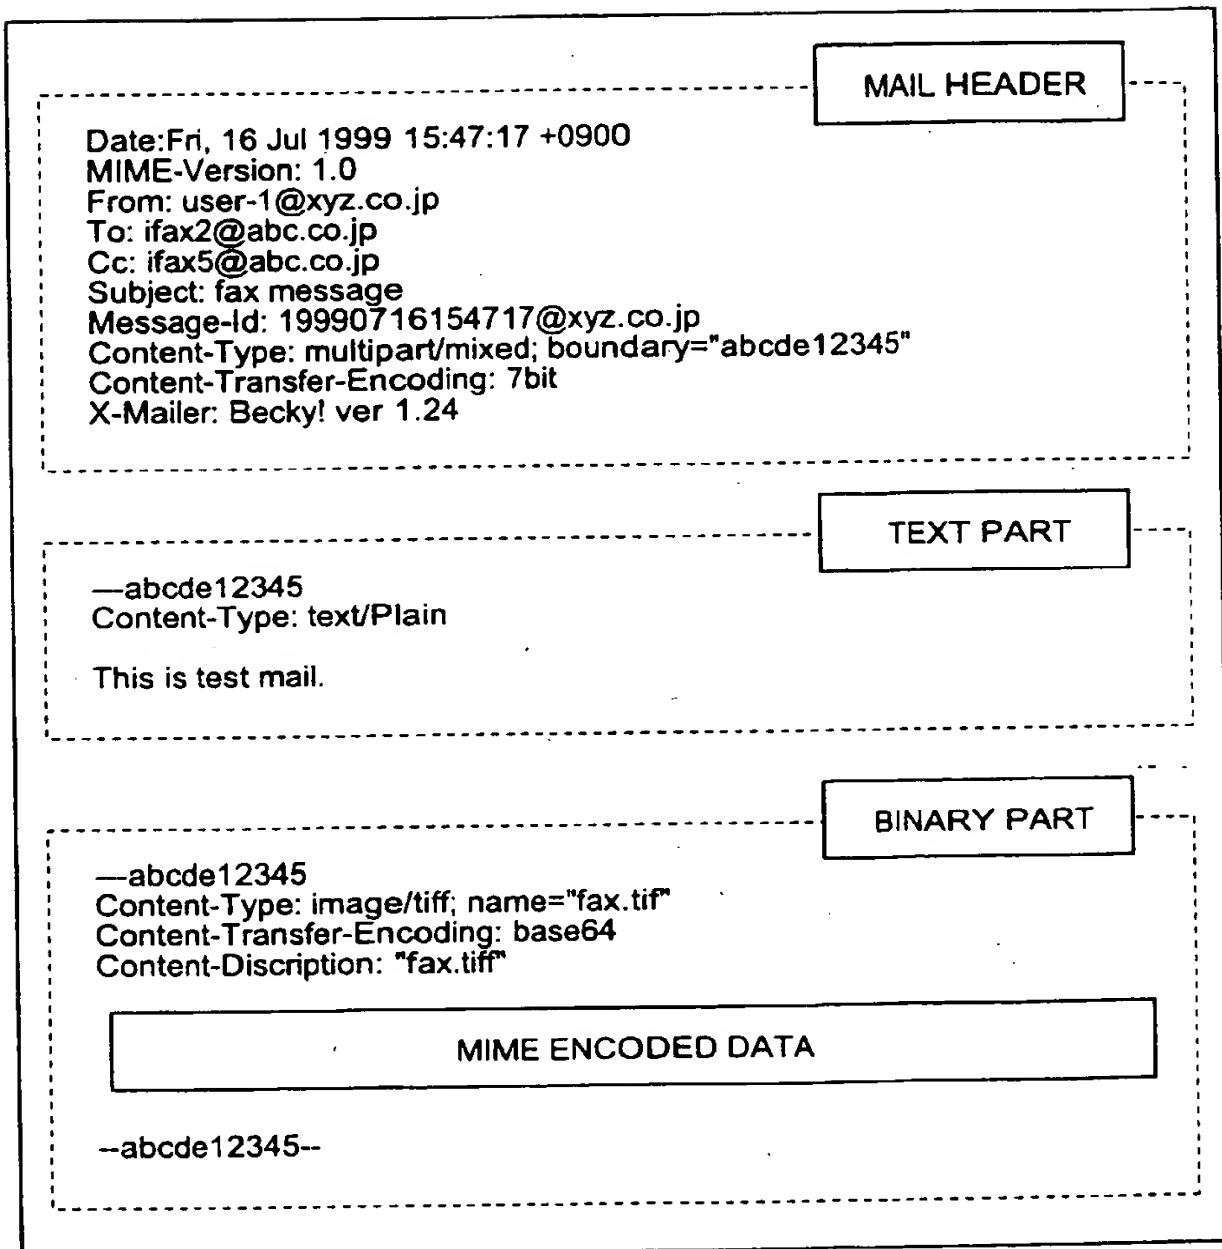 MAIL HEADER
Date:Fri, 16 Jul 1999 15:47:17 +0900
MIME-Version: 1.0
From: user-1@xyz.co.jp
To: ifax2@abc.co.jp
Cc: ifax5@abc.co.jp
Subject: fax message
Message-Id: 19990716154717@xyz.co.jp
Content-Type: multipart/mixed; boundary="abcde12345"
Content-Transfer-Encoding: 7bit
X-Mailer: Becky! ver 1.24
TEXT PART
—abcde12345
Content-Type: text/Plain
This is test mail.
BINARY PART
—abcde12345
Content-Type: image/tiff; name="fax.tif"
Content-Transfer-Encoding: base64
Content-Discription: "fax.tiff"
MIME ENCODED DATA
--abcde12345--